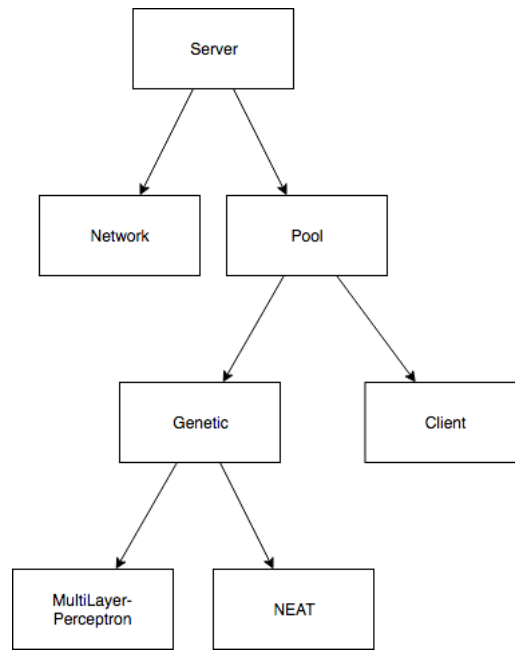 Server
Network
Pool
Genetic
Client
MultiLayer-
Perceptron
NEAT